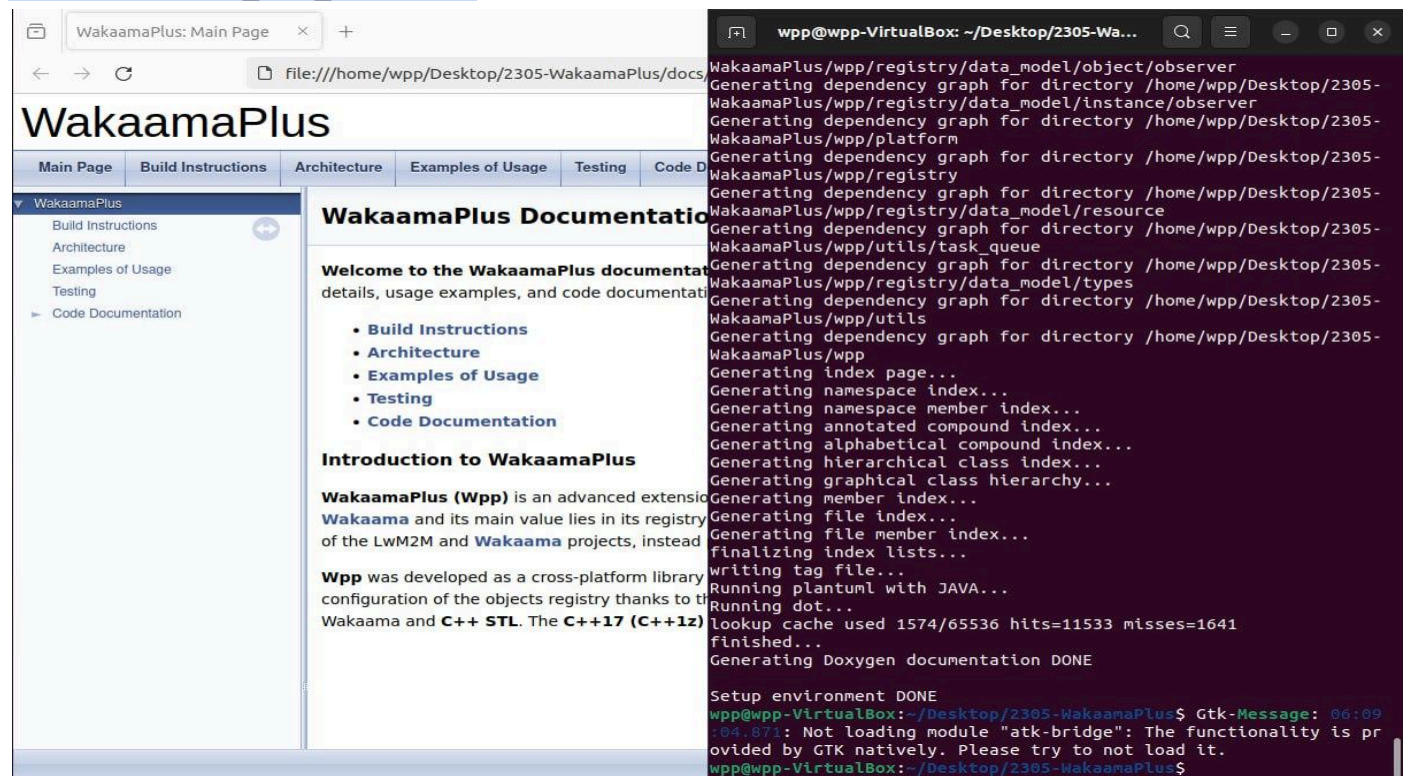 WakaamaPlus: Main Page
file:///home/wpp/Desktop/2305-WakaamaPlus/docs/
WakaamaPlus
Main Page Build Instructions Architecture Examples of Usage Testing Code D
WakaamaPlus
Build Instructions
Architecture
Examples of Usage
Testing
Code Documentation
WakaamaPlus Documentatio
Welcome to the WakaamaPlus documentat
details, usage examples, and code documentati
• Build Instructions
• Architecture
• Examples of Usage
• Testing
• Code Documentation
Introduction to WakaamaPlus
WakaamaPlus (Wpp) is an advanced extensio
Wakaama and its main value lies in its registry
of the LwM2M and Wakaama projects, instead
Wpp was developed as a cross-platform library
configuration of the objects registry thanks to th
Wakaama and C++ STL. The C++17 (C++1z)
wpp@wpp-VirtualBox: ~/Desktop/2305-Wa...
WakaamaPlus/wpp/registry/data_model/object/observer
Generating dependency graph for directory /home/wpp/Desktop/2305-
WakaamaPlus/wpp/registry/data_model/instance/observer
Generating dependency graph for directory /home/wpp/Desktop/2305-
WakaamaPlus/wpp/platform
Generating dependency graph for directory /home/wpp/Desktop/2305-
WakaamaPlus/wpp/registry
Generating dependency graph for directory /home/wpp/Desktop/2305-
WakaamaPlus/wpp/registry/data_model/resource
Generating dependency graph for directory /home/wpp/Desktop/2305-
WakaamaPlus/wpp/utils/task_queue
Generating dependency graph for directory /home/wpp/Desktop/2305-
WakaamaPlus/wpp/registry/data_model/types
Generating dependency graph for directory /home/wpp/Desktop/2305-
WakaamaPlus/wpp/utils
Generating dependency graph for directory /home/wpp/Desktop/2305-
WakaamaPlus/wpp
Generating index page...
Generating namespace index...
Generating namespace member index...
Generating annotated compound index...
Generating alphabetical compound index...
Generating hierarchical class index...
Generating graphical class hierarchy...
Generating member index...
Generating file index...
Generating file member index...
finalizing index lists...
writing tag file...
Running plantuml with JAVA...
Running dot...
lookup cache used 1574/65536 hits=11533 misses=1641
finished...
Generating Doxygen documentation DONE
Setup environment DONE
wpp@wpp-VirtualBox:~/Desktop/2305-WakaamaPlus$ Gtk-Message: 06:09
:04.871: Not loading module "atk-bridge": The functionality is pr
ovided by GTK natively. Please try to not load it.
wpp@wpp-VirtualBox:~/Desktop/2305-WakaamaPlus$